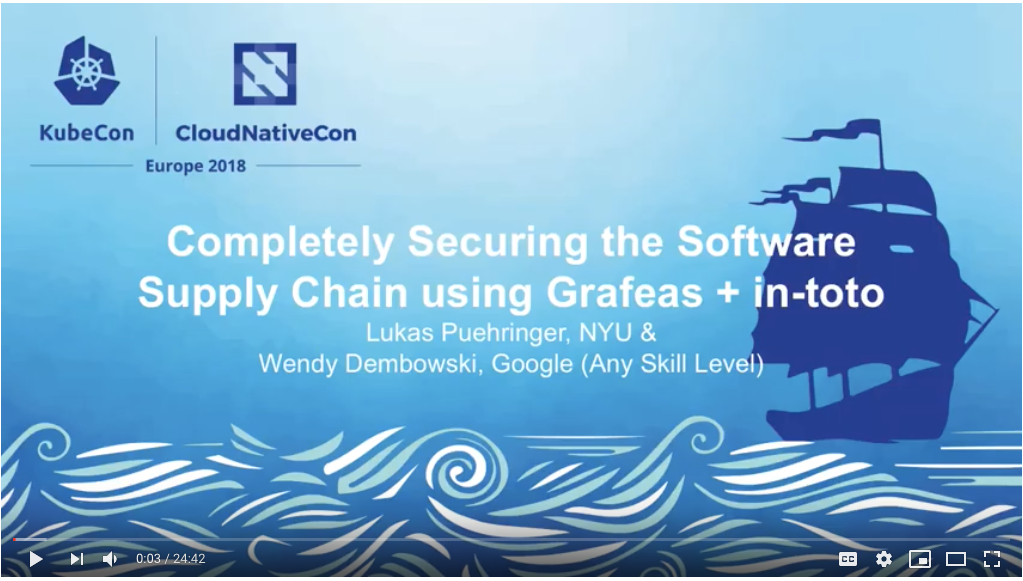 KubeCon
CloudNativeCon
Europe 2018
Completely Securing the Software
Supply Chain using Grafeas + in-toto
Lukas Puehringer, NYU &
Wendy Dembowski, Google (Any Skill Level)
0:03 / 24:42
CC